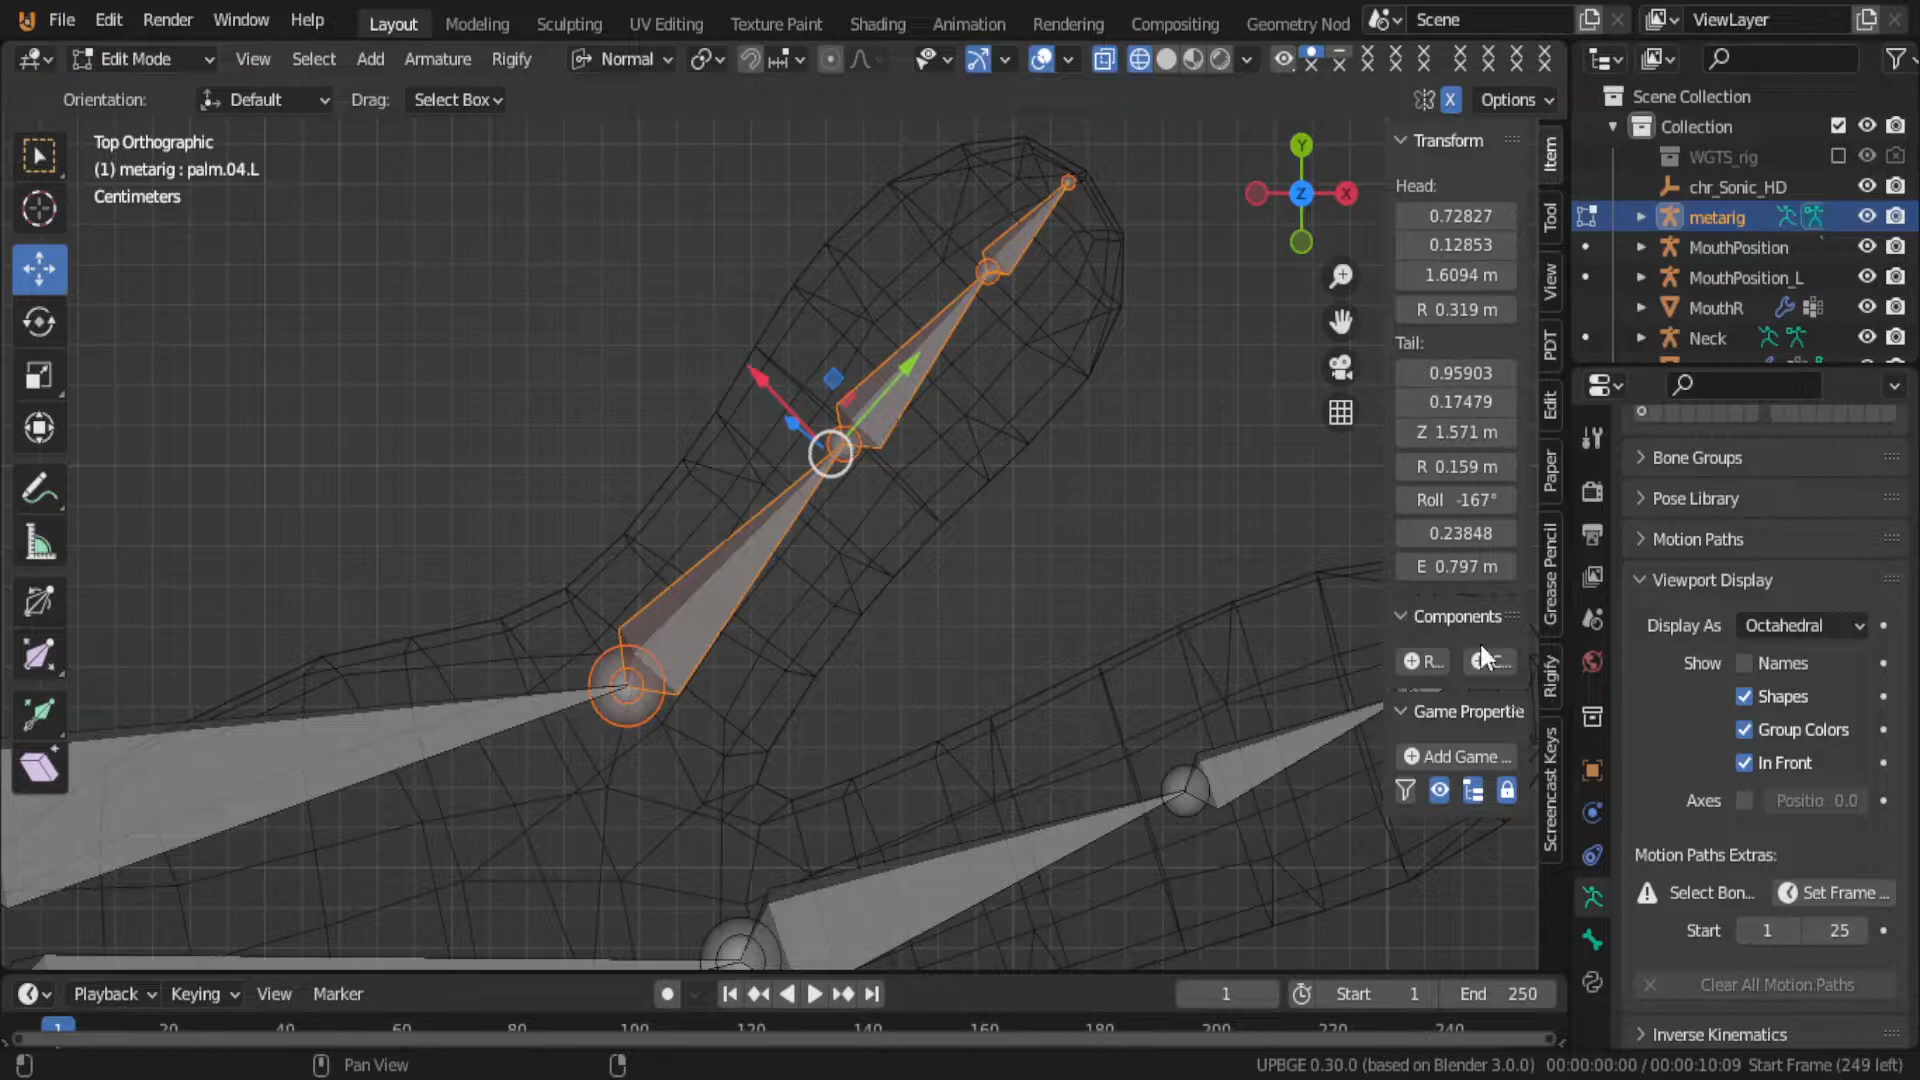 File Edit Render Window Help Layout Modeling Sculpting UV Editing Texture Paint Shading Animation Rendering Compositing Geometry Nod Scene ViewLayer
Edit Mode View Select Add Armature Rigify Normal
Orientation: Default Drag: Select Box X Options
Top Orthographic
(1) metarig : palm.04.L
Centimeters
Y
X
Z
Transform
Head:
0.72827
0.12853
1.6094 m
R 0.319 m
Tail:
0.95903
0.17479
Z 1.571 m
R 0.159 m
Roll -167°
0.23848
E 0.797 m
Components
R...
C...
Game Propertie
Add Game ...
Item
Tool
View
PDT
Edit
Paper
Grease Pencil
Rigify
Screencast Keys
Scene Collection
Collection
WGTS_rig
chr_Sonic_HD
metarig
MouthPosition
MouthPosition_L
MouthR
Neck
Bone Groups
Pose Library
Motion Paths
Viewport Display
Display As Octahedral
Show Names
Shapes
Group Colors
In Front
Axes Positio 0.0
Motion Paths Extras:
Select Bon... Set Frame ...
Start 1 25
Clear All Motion Paths
Inverse Kinematics
Playback Keying View Marker 1 Start 1 End 250
1 20 40 60 80 100 120 140 160 180 200 220 240
Pan View UPBGE 0.30.0 (based on Blender 3.0.0) 00:00:00:00 / 00:00:10:09 Start Frame (249 left)